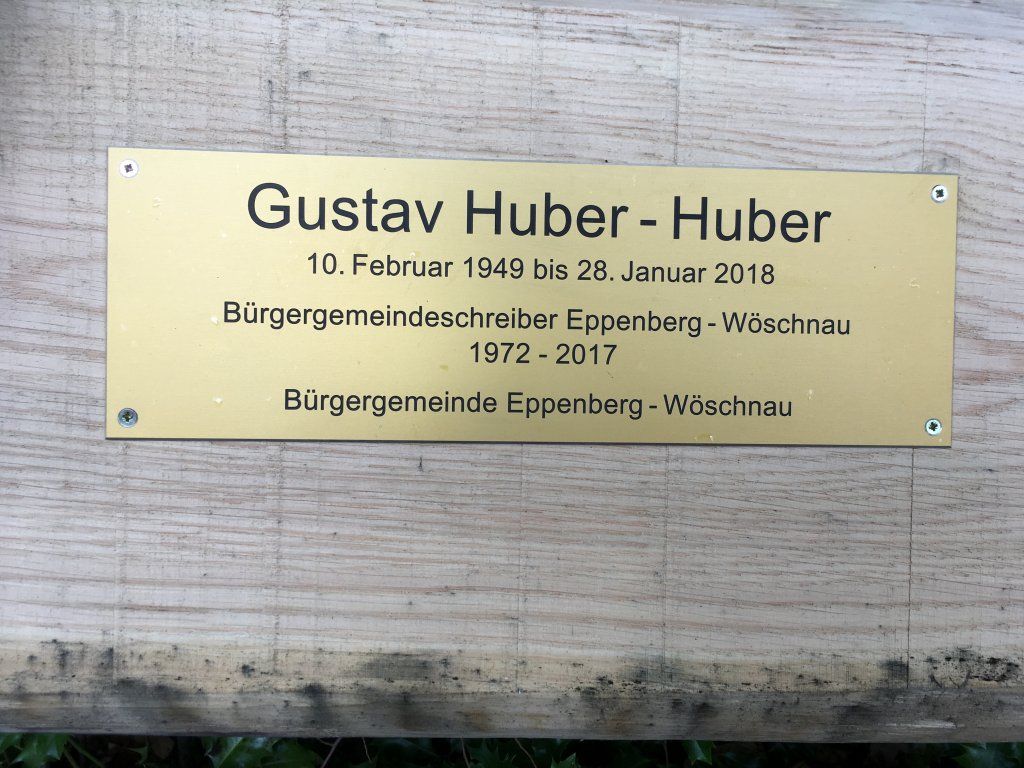 Gustav Huber - Huber
10. Februar 1949 bis 28. Januar 2018
Bürgergemeindeschreiber Eppenberg - Wöschnau
1972 - 2017
Bürgergemeinde Eppenberg - Wöschnau